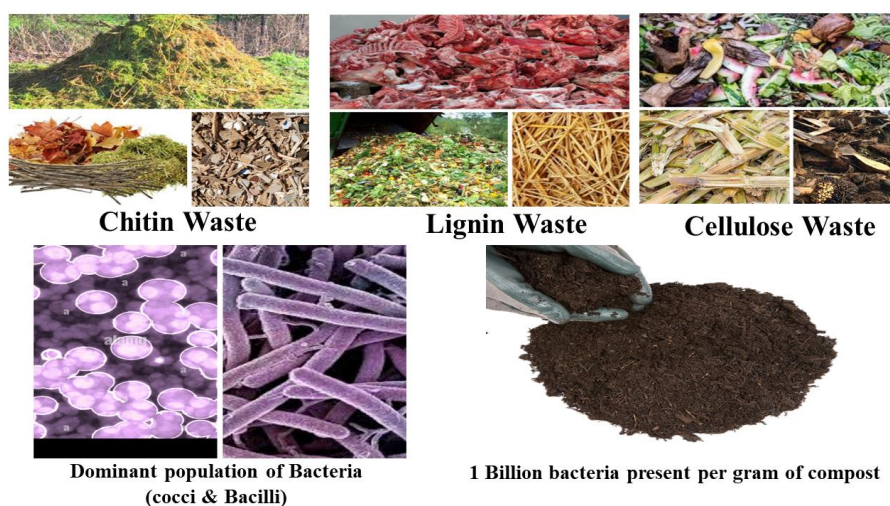 Chitin Waste
Lignin Waste
Cellulose Waste
a
a
a
alamy
a
a
Dominant population of Bacteria
(cocci & Bacilli)
1 Billion bacteria present per gram of compost